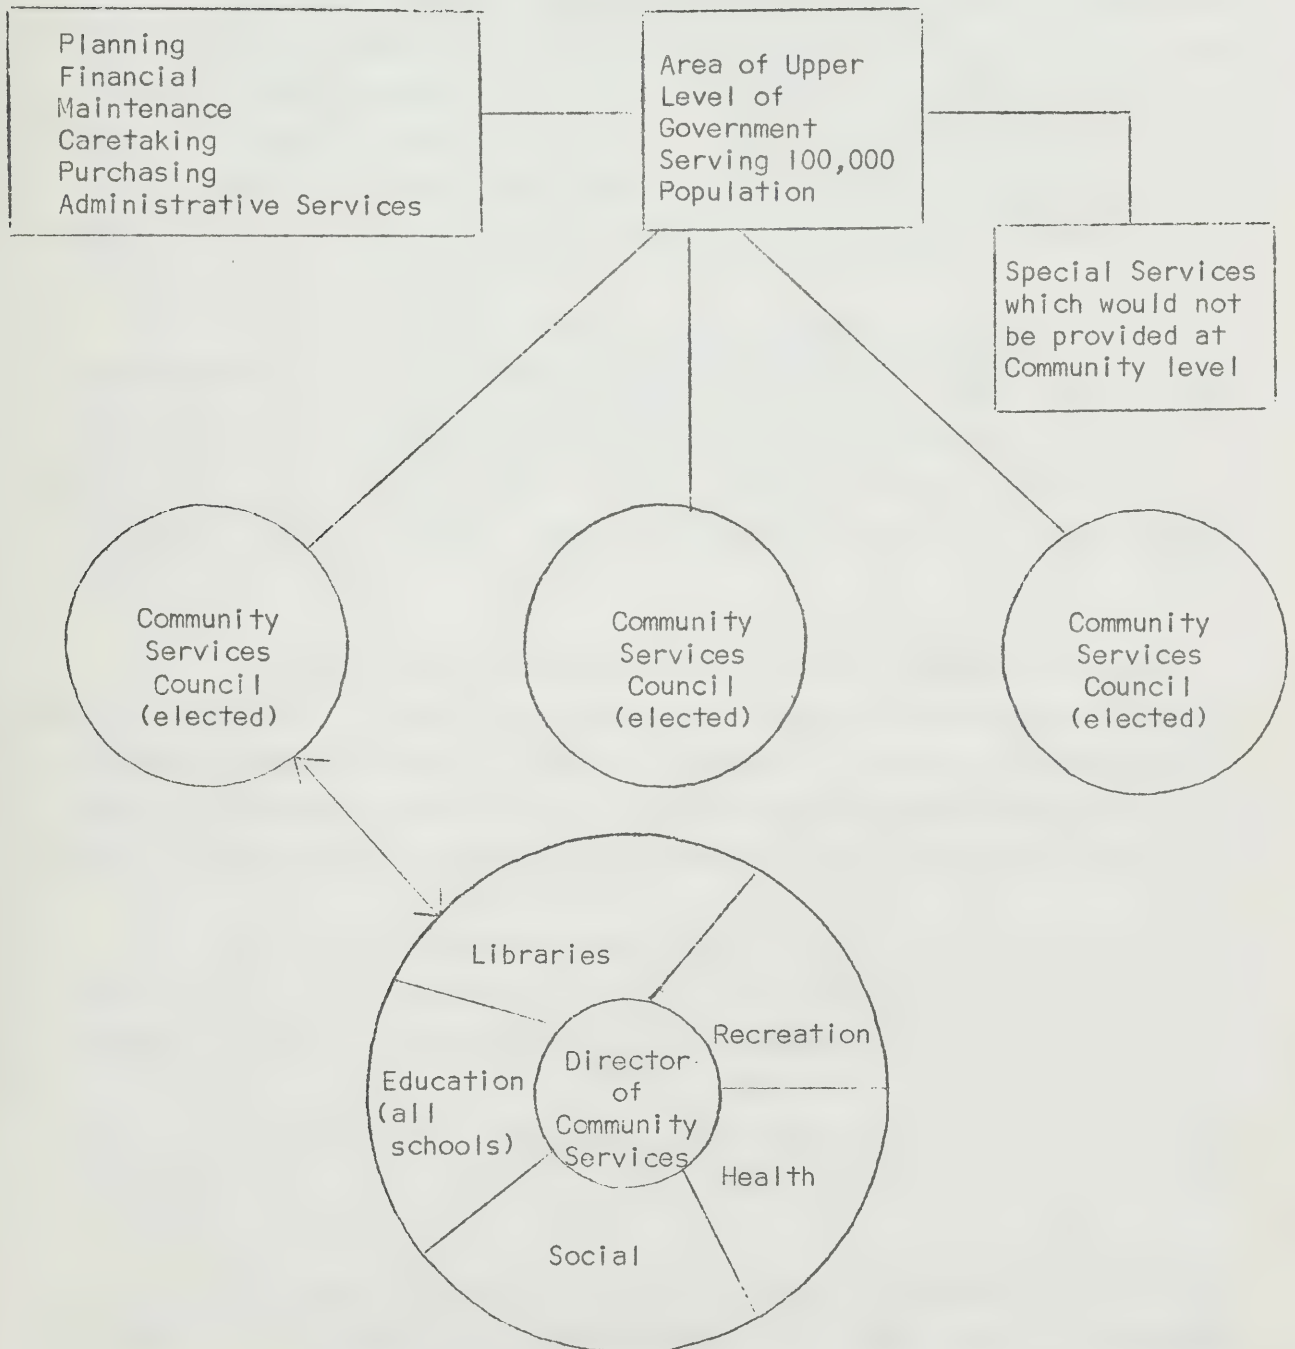 Planning
Financial
Maintenance
Caretaking
Purchasing
Administrative Services
Area of Upper
Level of
Government
Serving 100,000
Population
Special Services
which would not
be provided at
Community level
Community
Services
Council
(elected)
Community
Services
Council
(elected)
Community
Services
Council
(elected)
Libraries
Recreation
Education
(all
schools)
Director
of
Community
Services
Health
Social